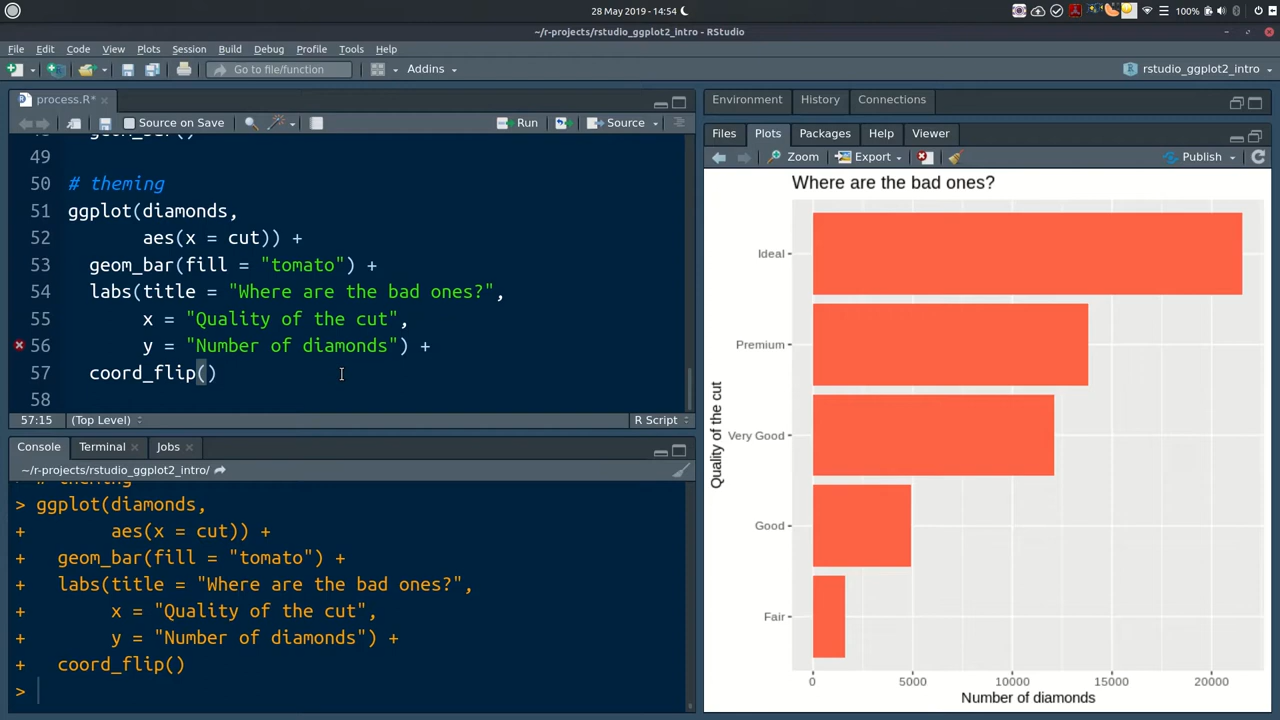 28 May 2019 - 14:54
100%
~/r-projects/rstudio_ggplot2_intro - RStudio
File Edit Code View Plots Session Build Debug Profile Tools Help
Go to file/function Addins rstudio_ggplot2_intro
process.R*
Source on Save Run Source
49
50 # theming
51 ggplot(diamonds,
52 aes(x = cut)) +
53 geom_bar(fill = "tomato") +
54 labs(title = "Where are the bad ones?",
55 x = "Quality of the cut",
56 y = "Number of diamonds") +
57 coord_flip()
58
57:15 (Top Level) R Script
Console Terminal Jobs
~/r-projects/rstudio_ggplot2_intro/
> # theming
> ggplot(diamonds,
+ aes(x = cut)) +
+ geom_bar(fill = "tomato") +
+ labs(title = "Where are the bad ones?",
+ x = "Quality of the cut",
+ y = "Number of diamonds") +
+ coord_flip()
>
Environment History Connections
Files Plots Packages Help Viewer
Zoom Export Publish
Where are the bad ones?
Ideal
Premium
Very Good
Good
Fair
Quality of the cut
0 5000 10000 15000 20000
Number of diamonds